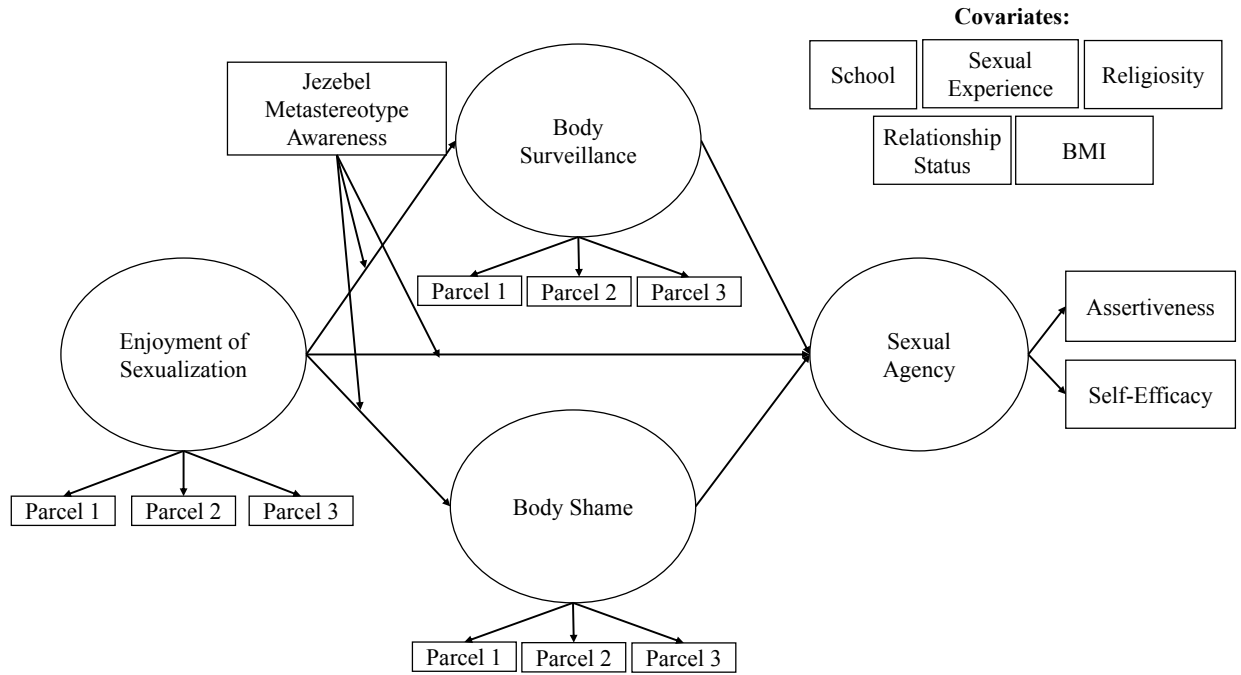 Covariates:
School
Sexual
Experience
Religiosity
Relationship
Status
BMI
Jezebel
Metastereotype
Awareness
Body
Surveillance
Parcel 1
Parcel 2
Parcel 3
Enjoyment of
Sexualization
Parcel 1
Parcel 2
Parcel 3
Sexual
Agency
Assertiveness
Self-Efficacy
Body Shame
Parcel 1
Parcel 2
Parcel 3